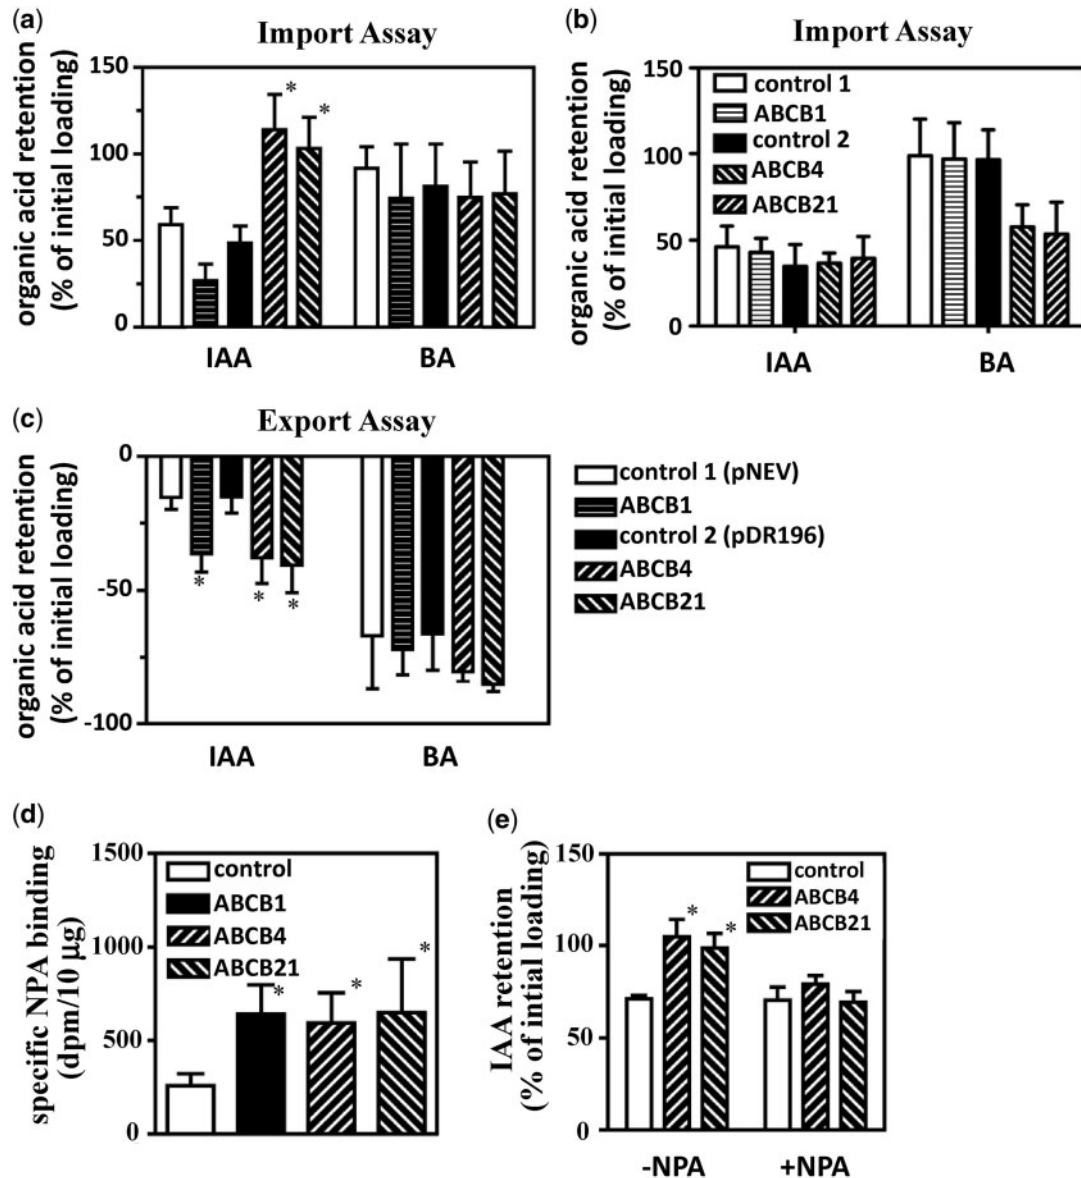 (a)
Import Assay
organic acid retention
(% of initial loading)
150
100
50
0
*
*
IAA
BA
(b)
Import Assay
organic acid retention
(% of initial loading)
150
100
50
0
control 1
ABCB1
control 2
ABCB4
ABCB21
IAA
BA
(c)
Export Assay
organic acid retention
(% of initial loading)
0
-50
-100
*
*
*
IAA
BA
control 1 (pNEV)
ABCB1
control 2 (pDR196)
ABCB4
ABCB21
(d)
specific NPA binding
(dpm/10 µg)
1500
1000
500
0
control
ABCB1
ABCB4
ABCB21
*
*
*
(e)
IAA retention
(% of intial loading)
150
100
50
0
control
ABCB4
ABCB21
*
*
-NPA
+NPA